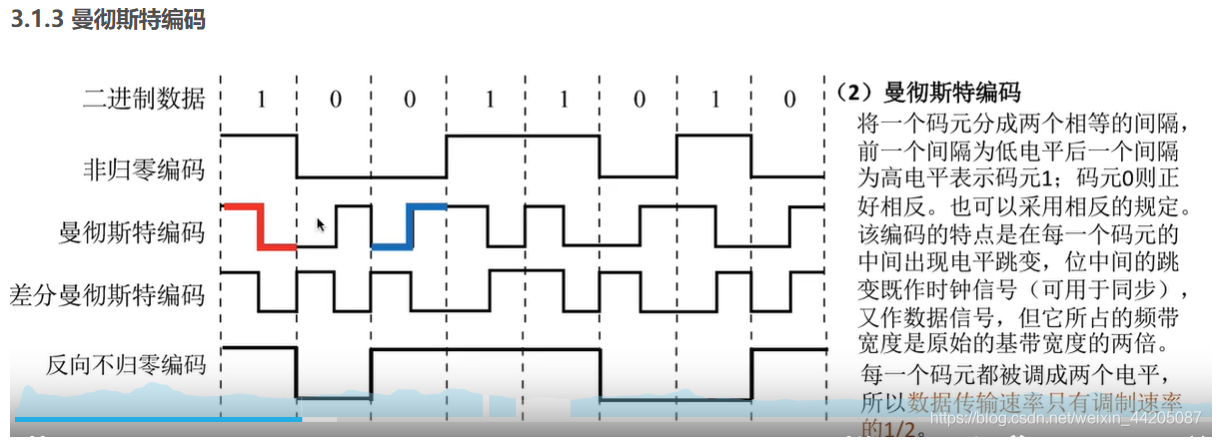 3.1.3 曼彻斯特编码
二进制数据 1 0 0 1 1 0 1 0
非归零编码
曼彻斯特编码
差分曼彻斯特编码
反向不归零编码
（2）曼彻斯特编码
将一个码元分成两个相等的间隔，
前一个间隔为低电平后一个间隔
为高电平表示码元1；码元0则正
好相反。也可以采用相反的规定。
该编码的特点是在每一个码元的
中间出现电平跳变，位中间的跳
变既作时钟信号（可用于同步），
又作数据信号，但它所占的频带
宽度是原始的基带宽度的两倍。
每一个码元都被调成两个电平，
所以数据传输速率只有调制速率
的1/2。
https://blog.csdn.net/weixin_44205087